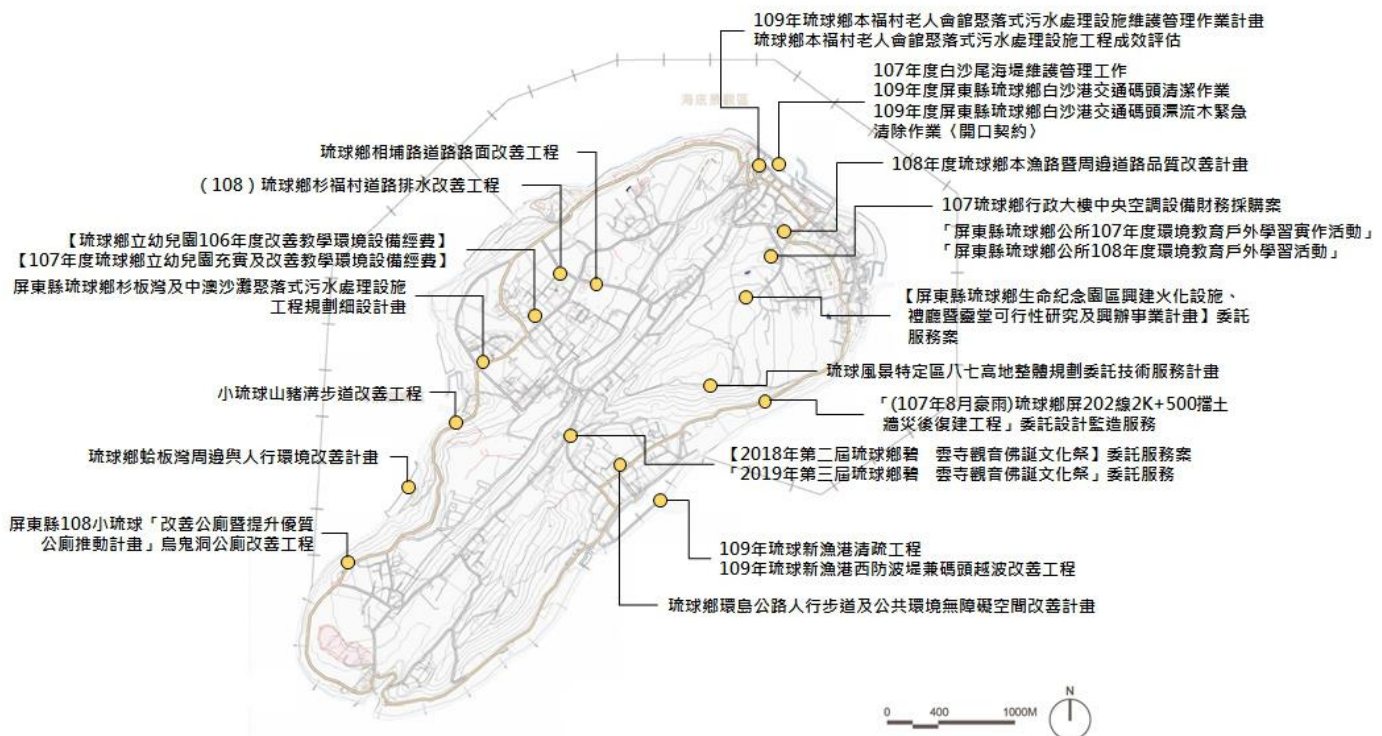 109年琉球鄉本福村老人會館聚落式污水處理設施維護管理作業計畫
琉球鄉本福村老人會館聚落式污水處理設施工程成效評估
107年度白沙尾海堤維護管理工作
109年度屏東縣琉球鄉白沙港交通碼頭清潔作業
109年度屏東縣琉球鄉白沙港交通碼頭漂流木緊急
清除作業〈開口契約〉
海底景觀區
琉球鄉相埔路道路路面改善工程
108年度琉球鄉本漁路暨周邊道路品質改善計畫
（108）琉球鄉杉福村道路排水改善工程
107琉球鄉行政大樓中央空調設備財務採購案
「屏東縣琉球鄉公所107年度環境教育戶外學習實作活動」
「屏東縣琉球鄉公所108年度環境教育戶外學習活動」
【琉球鄉立幼兒園106年度改善教學環境設備經費】
【107年度琉球鄉立幼兒園充實及改善教學環境設備經費】
屏東縣琉球鄉杉板灣及中澳沙灘聚落式污水處理設施
工程規劃細設計畫
【屏東縣琉球鄉生命紀念園區興建火化設施、
禮廳暨靈堂可行性研究及興辦事業計畫】委託
服務案
琉球風景特定區八七高地整體規劃委託技術服務計畫
小琉球山豬溝步道改善工程
「(107年8月豪雨)琉球鄉屏202線2K+500擋土
牆災後復建工程」委託設計監造服務
琉球鄉蛤板灣周邊與人行環境改善計畫
【2018年第二屆琉球鄉碧　雲寺觀音佛誕文化祭】委託服務案
「2019年第三屆琉球鄉碧　雲寺觀音佛誕文化祭」委託服務
屏東縣108小琉球「改善公廁暨提升優質
公廁推動計畫」烏鬼洞公廁改善工程
109年琉球新漁港清疏工程
109年琉球新漁港西防波堤兼碼頭越波改善工程
琉球鄉環島公路人行步道及公共環境無障礙空間改善計畫
N
0 400 1000M